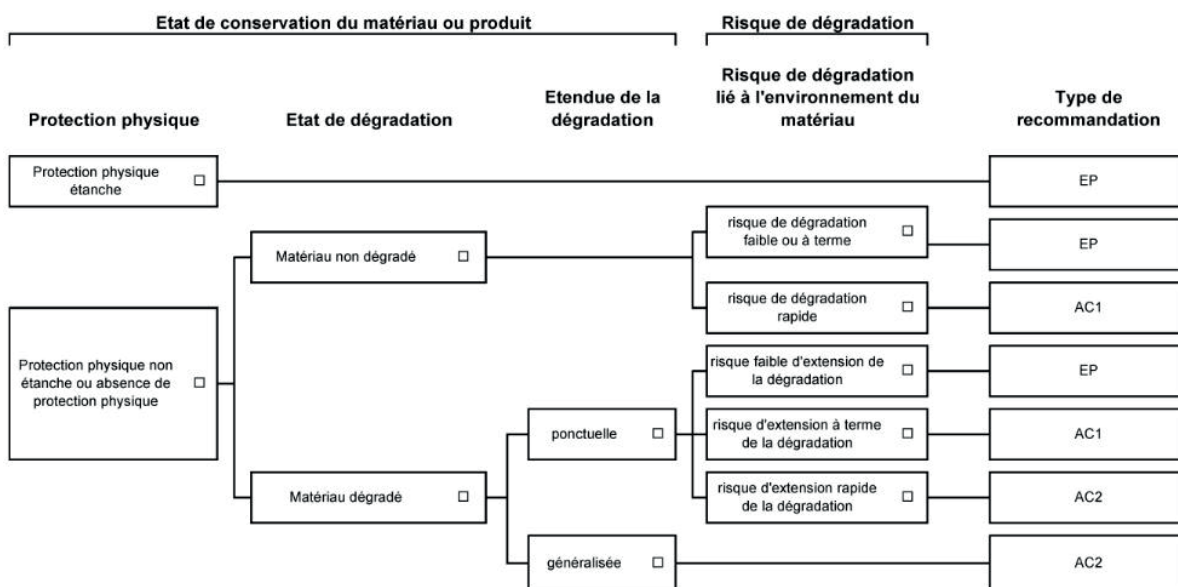 Etat de conservation du matériau ou produit
Risque de dégradation
Protection physique
Etat de dégradation
Etendue de la
dégradation
Risque de dégradation
lié à l'environnement du
matériau
Type de
recommandation
Protection physique
étanche
EP
Matériau non dégradé
risque de dégradation
faible ou à terme
EP
risque de dégradation
rapide
AC1
Protection physique non
étanche ou absence de
protection physique
risque faible d'extension de
la dégradation
EP
ponctuelle
risque d'extension à terme
de la dégradation
AC1
Matériau dégradé
risque d'extension rapide
de la dégradation
AC2
généralisée
AC2